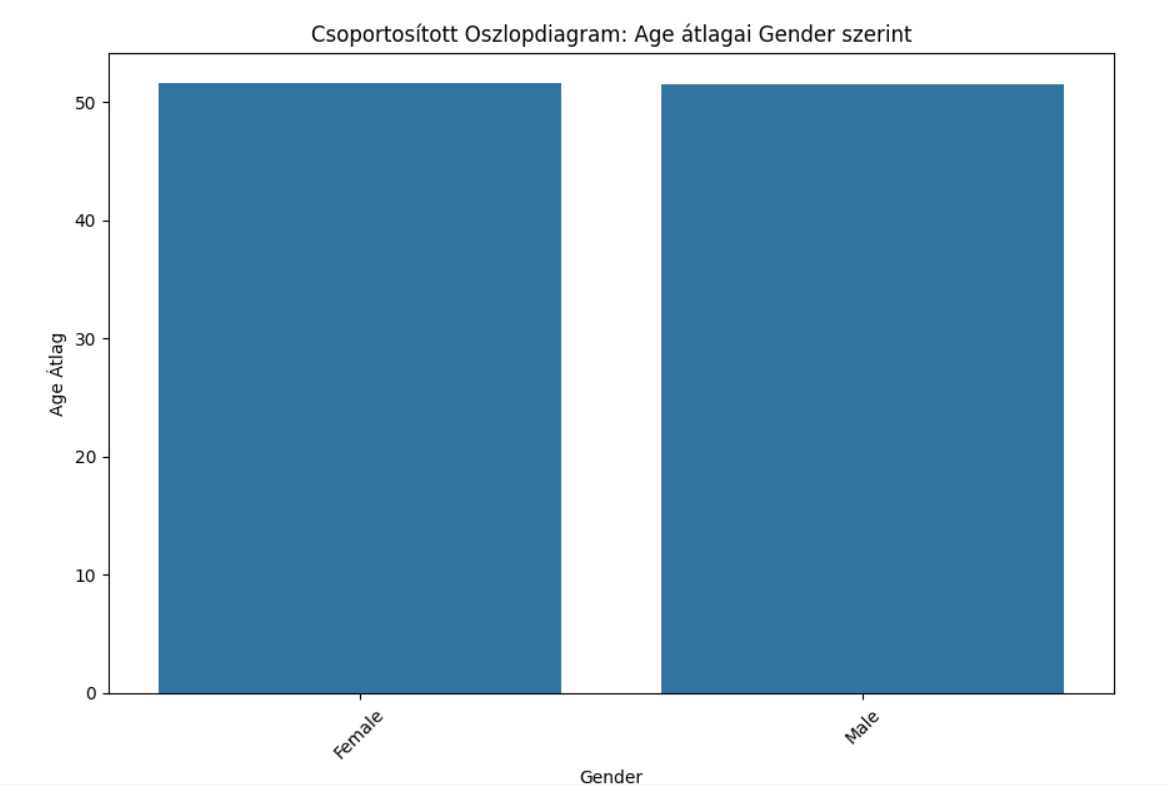 Csoportosított Oszlopdiagram: Age átlagai Gender szerint
50
40
30
20
10
0
Age Átlag
Female
Male
Gender